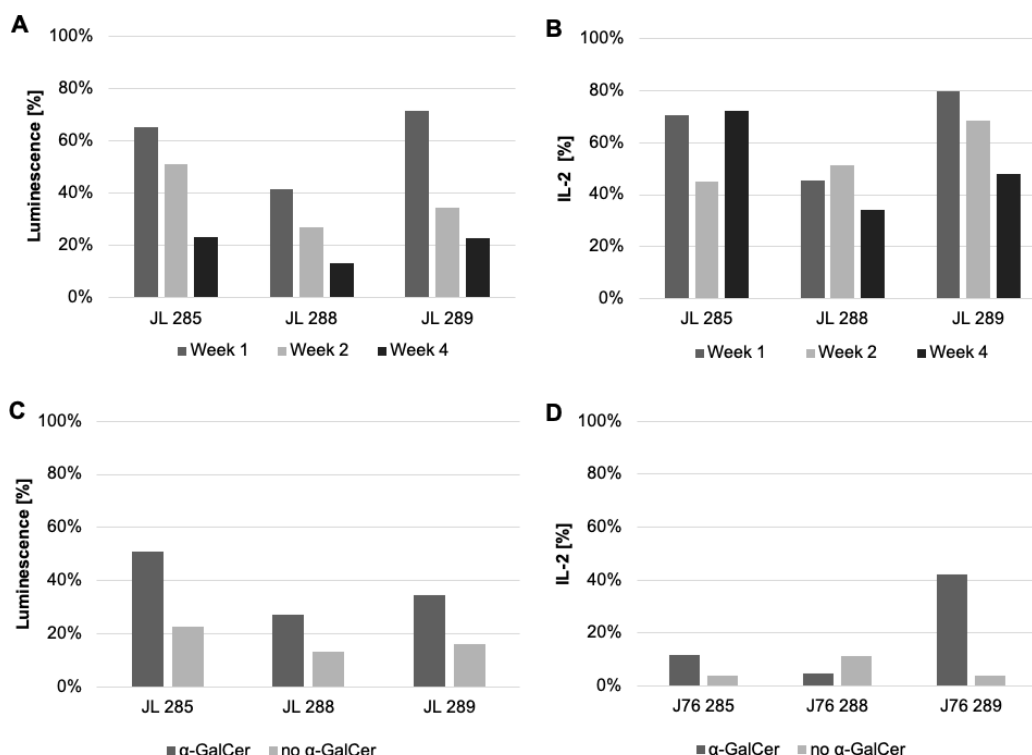 A
Luminescence [%]
100%
80%
60%
40%
20%
0%
JL 285 JL 288 JL 289
Week 1 Week 2 Week 4
B
IL-2 [%]
100%
80%
60%
40%
20%
0%
JL 285 JL 288 JL 289
Week 1 Week 2 Week 4
C
Luminescence [%]
100%
80%
60%
40%
20%
0%
JL 285 JL 288 JL 289
α-GalCer no α-GalCer
D
IL-2 [%]
100%
80%
60%
40%
20%
0%
J76 285 J76 288 J76 289
α-GalCer no α-GalCer